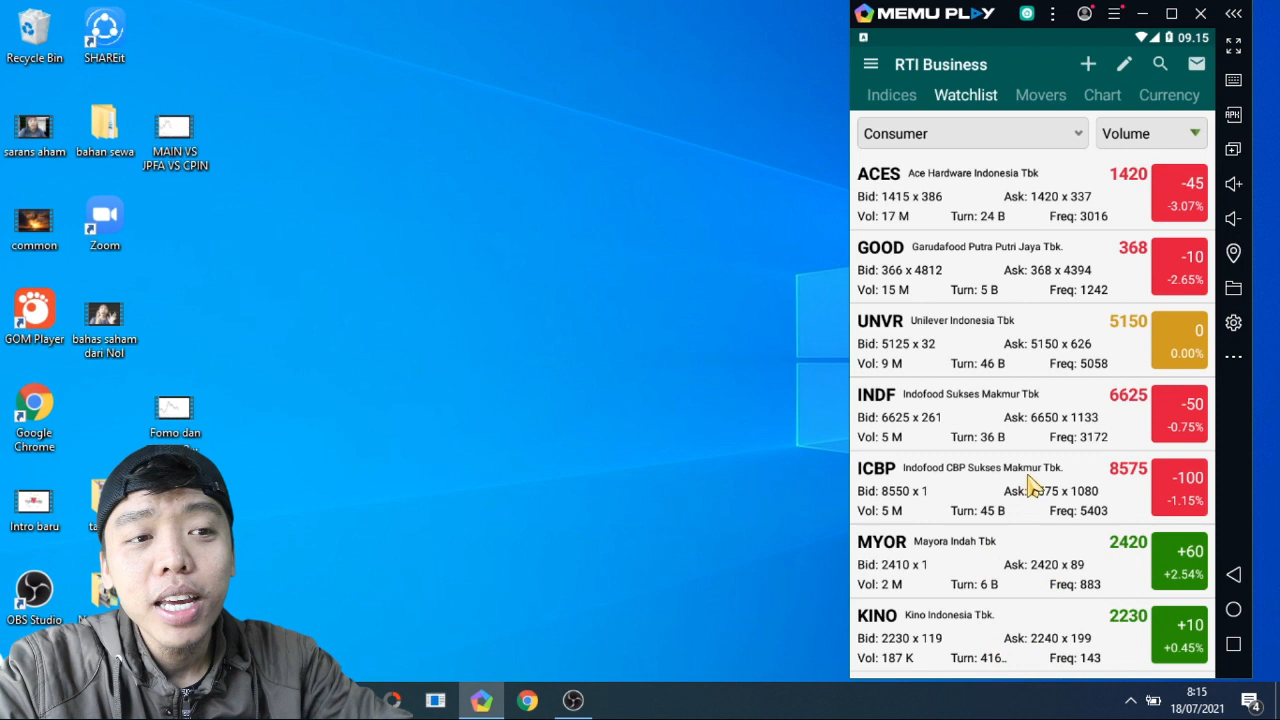 Recycle Bin
SHAREit
sarans aham
bahan sewa
MAIN VS
JPFA VS CPIN
common
Zoom
GOM Player
bahas saham
dari Nol
Google
Chrome
Fomo dan
Intro baru
OBS Studio
MEMU PLAY
09.15
RTI Business
Indices Watchlist Movers Chart Currency
Consumer Volume
ACES Ace Hardware Indonesia Tbk 1420 -45
Bid: 1415 x 386 Ask: 1420 x 337 -3.07%
Vol: 17 M Turn: 24 B Freq: 3016
GOOD Garudafood Putra Putri Jaya Tbk. 368 -10
Bid: 366 x 4812 Ask: 368 x 4394 -2.65%
Vol: 15 M Turn: 5 B Freq: 1242
UNVR Unilever Indonesia Tbk 5150 0
Bid: 5125 x 32 Ask: 5150 x 626 0.00%
Vol: 9 M Turn: 46 B Freq: 5058
INDF Indofood Sukses Makmur Tbk 6625 -50
Bid: 6625 x 261 Ask: 6650 x 1133 -0.75%
Vol: 5 M Turn: 36 B Freq: 3172
ICBP Indofood CBP Sukses Makmur Tbk. 8575 -100
Bid: 8550 x 1 Ask: x 1080 -1.15%
Vol: 5 M Turn: 45 B Freq: 5403
MYOR Mayora Indah Tbk 2420 +60
Bid: 2410 x 1 Ask: 2420 x 89 +2.54%
Vol: 2 M Turn: 6 B Freq: 883
KINO Kino Indonesia Tbk. 2230 +10
Bid: 2230 x 119 Ask: 2240 x 199 +0.45%
Vol: 187 K Turn: 416.. Freq: 143
APK
8:15
18/07/2021
4